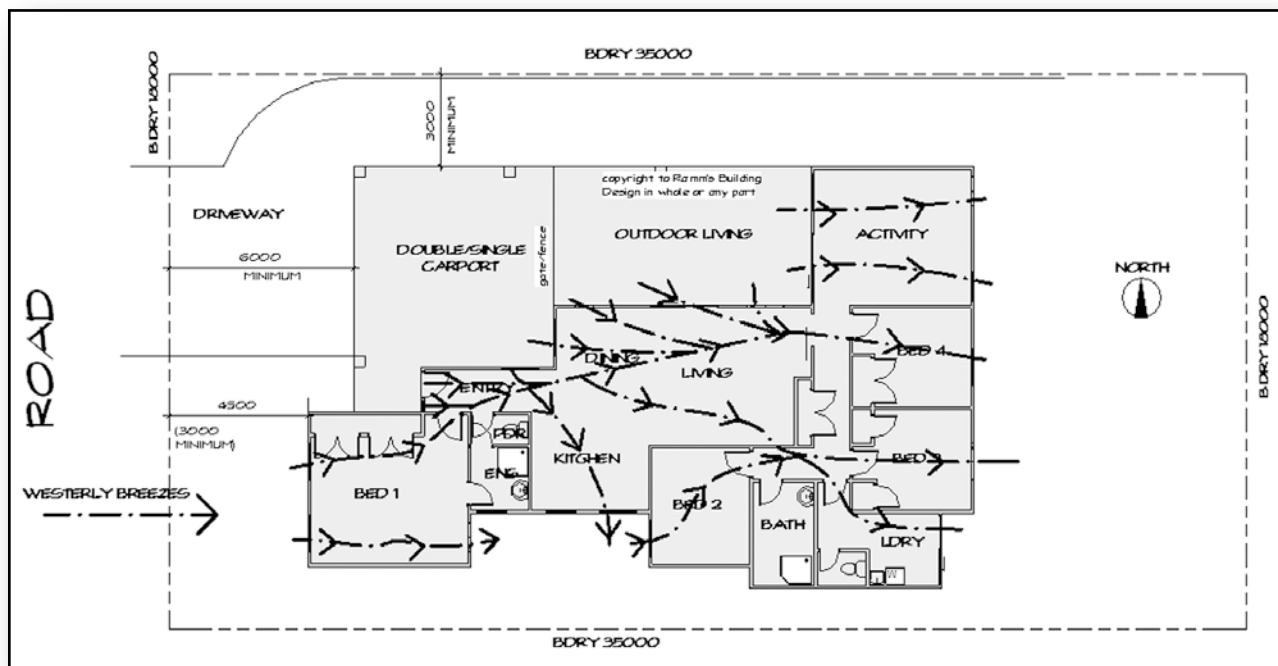 BDRY 35000
BDRY 18000
3000
MINIMUM
copyright to Ramm's Building
Design in whole or any part
DRIVEWAY
OUTDOOR LIVING
ACTIVITY
DOUBLE/SINGLE
CARPORT
gate/fence
6000
MINIMUM
NORTH
ROAD
BDRY 18000
DINING
LIVING
BED 4
ENTRY
4500
(3000
MINIMUM)
PDR
KITCHEN
BED 3
ENS
WESTERLY BREEZES
BED 1
BED 2
BATH
LDRY
W
BDRY 35000